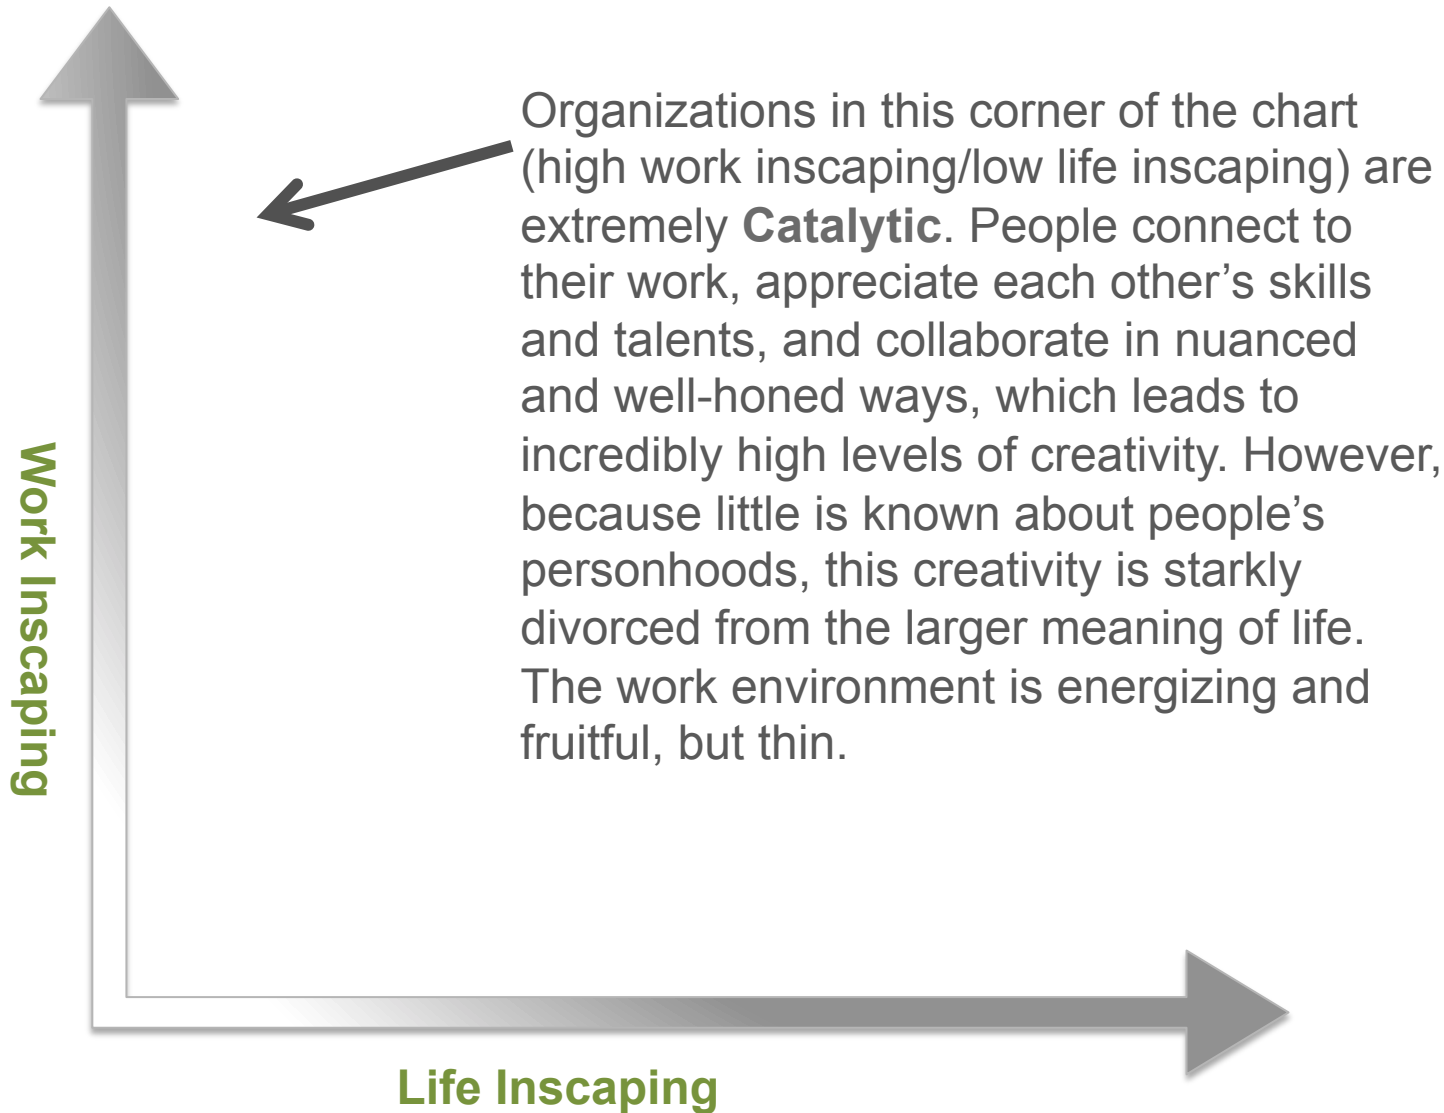 Organizations in this corner of the chart
(high work inscaping/low life inscaping) are
extremely Catalytic. People connect to
their work, appreciate each other’s skills
and talents, and collaborate in nuanced
and well-honed ways, which leads to
incredibly high levels of creativity. However,
because little is known about people’s
personhoods, this creativity is starkly
divorced from the larger meaning of life.
The work environment is energizing and
fruitful, but thin.
Work Inscaping
Life Inscaping